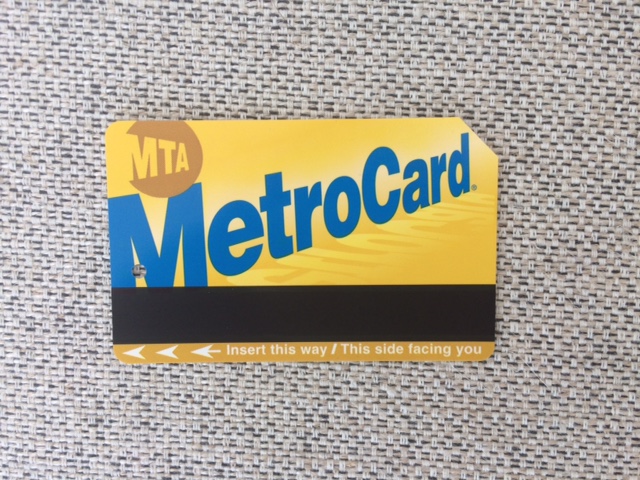 MTA
MetroCard®
Insert this way / This side facing you